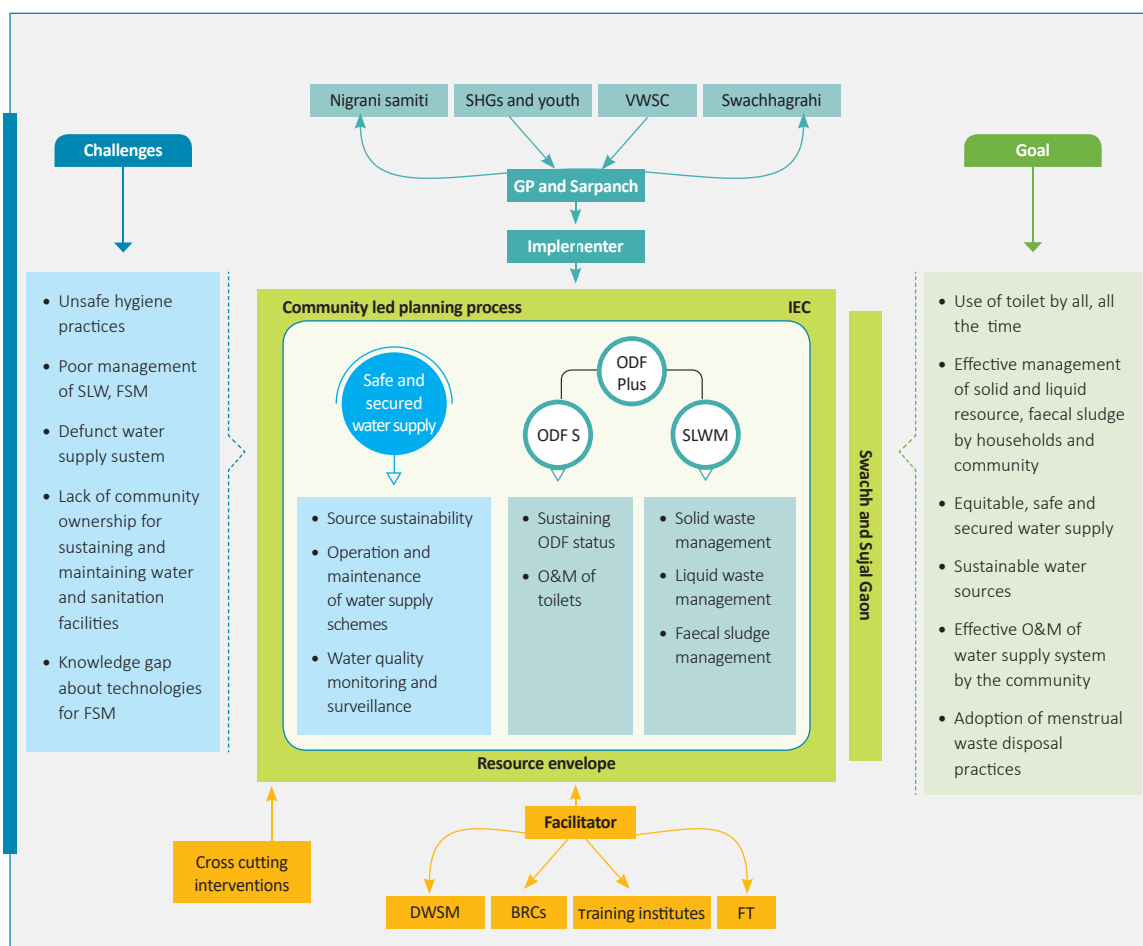 Nigrani samiti
SHGs and youth
VWSC
Swachhagrahi
Challenges
Goal
GP and Sarpanch
Implementer
• Unsafe hygiene
practices
• Poor management
of SLW, FSM
• Defunct water
supply sustem
• Lack of community
ownership for
sustaining and
maintaining water
and sanitation
facilities
• Knowledge gap
about technologies
for FSM
Community led planning process
IEC
Safe and
secured
water supply
ODF
Plus
ODF S
SLWM
• Source sustainability
• Operation and
maintenance
of water supply
schemes
• Water quality
monitoring and
surveillance
• Sustaining
ODF status
• O&M of
toilets
• Solid waste
management
• Liquid waste
management
• Faecal sludge
management
Resource envelope
Swachh and Sujal Gaon
• Use of toilet by all, all
the time
• Effective management
of solid and liquid
resource, faecal sludge
by households and
community
• Equitable, safe and
secured water supply
• Sustainable water
sources
• Effective O&M of
water supply system
by the community
• Adoption of menstrual
waste disposal
practices
Cross cutting
interventions
Facilitator
DWSM
BRCs
Training institutes
FT